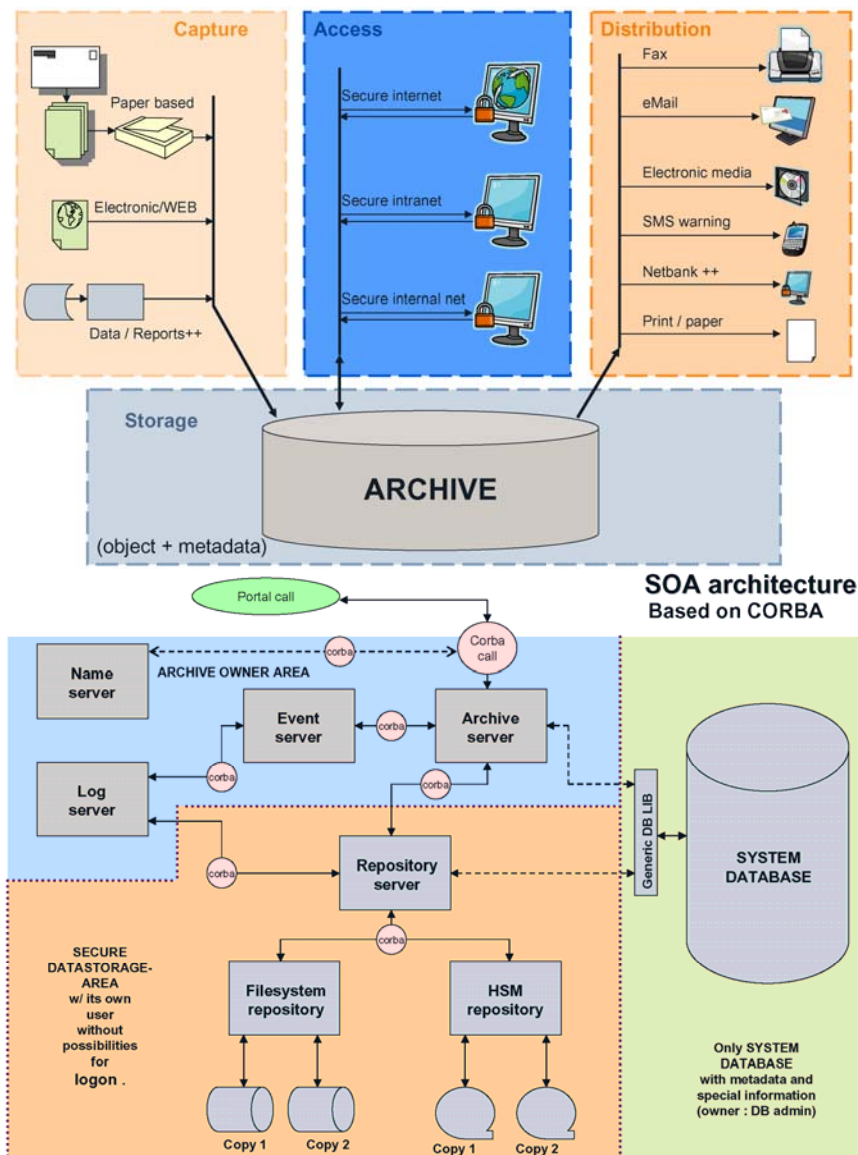 Capture
Paper based
Electronic/WEB
Data / Reports++
Access
Secure internet
Secure intranet
Secure internal net
Distribution
Fax
eMail
Electronic media
SMS warning
Netbank ++
Print / paper
Storage
ARCHIVE
(object + metadata)
SOA architecture
Based on CORBA
Portal call
Corba
call
corba
ARCHIVE OWNER AREA
Name
server
Event
server
corba
Archive
server
corba
corba
Log
server
Generic DB LIB
SYSTEM
DATABASE
Repository
server
corba
corba
SECURE
DATASTORAGE-
AREA
w/ its own
user
without
possibilities
for
logon .
Filesystem
repository
HSM
repository
Copy 1
Copy 2
Copy 1
Copy 2
Only SYSTEM
DATABASE
with metadata and
special information
(owner : DB admin)